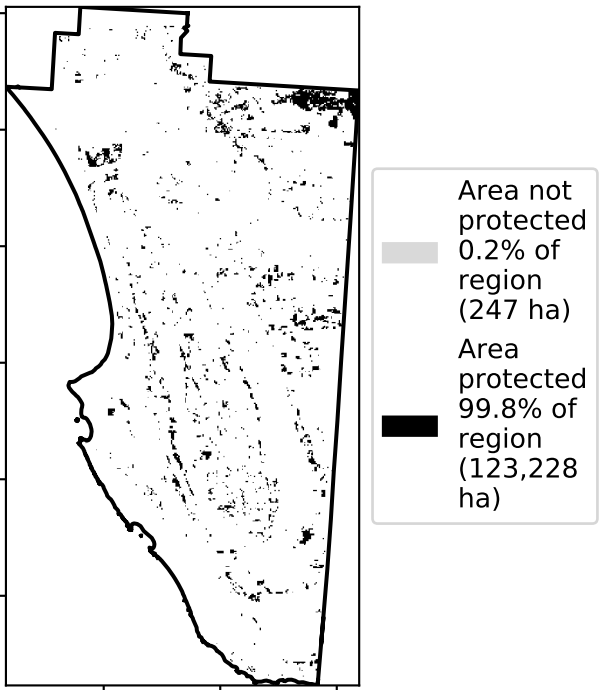 Area not
protected
0.2% of
region
(247 ha)
Area
protected
99.8% of
region
(123,228
ha)